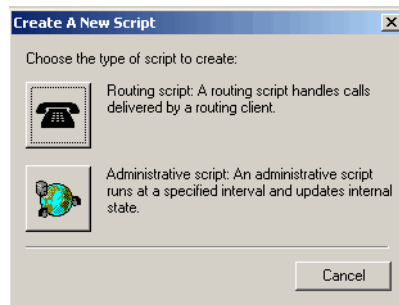 Create A New Script
Choose the type of script to create:
Routing script: A routing script handles calls
delivered by a routing client.
Administrative script: An administrative script
runs at a specified interval and updates internal
state.
Cancel